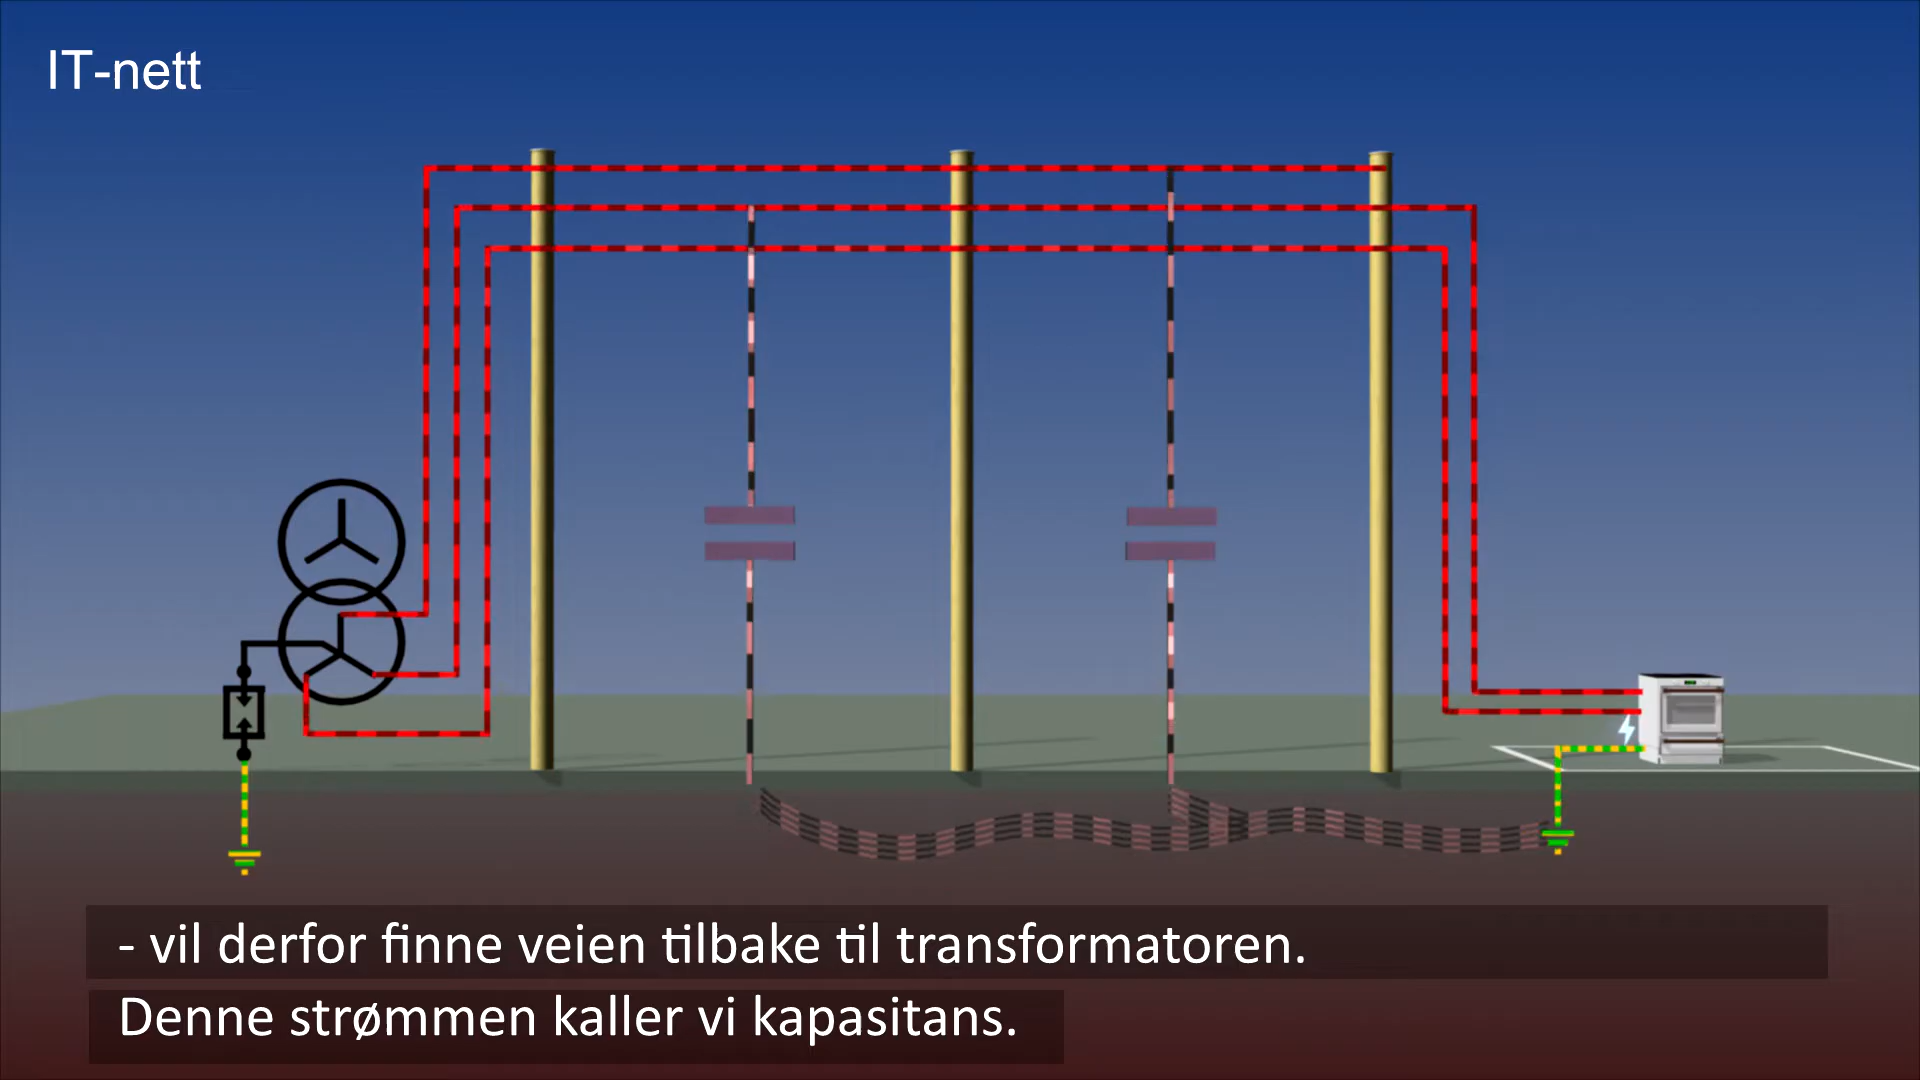 IT-nett
- vil derfor finne veien tilbake til transformatoren.
Denne strømmen kaller vi kapasitans.